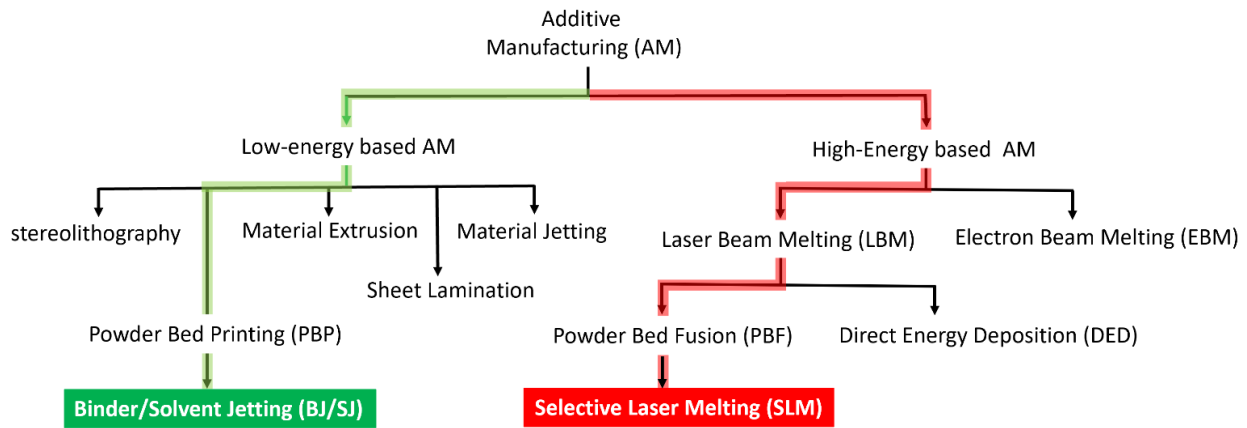 Additive
Manufacturing (AM)
Low-energy based AM
High-Energy based AM
stereolithography
Material Extrusion
Material Jetting
Laser Beam Melting (LBM)
Electron Beam Melting (EBM)
Sheet Lamination
Powder Bed Printing (PBP)
Powder Bed Fusion (PBF)
Direct Energy Deposition (DED)
Binder/Solvent Jetting (BJ/SJ)
Selective Laser Melting (SLM)